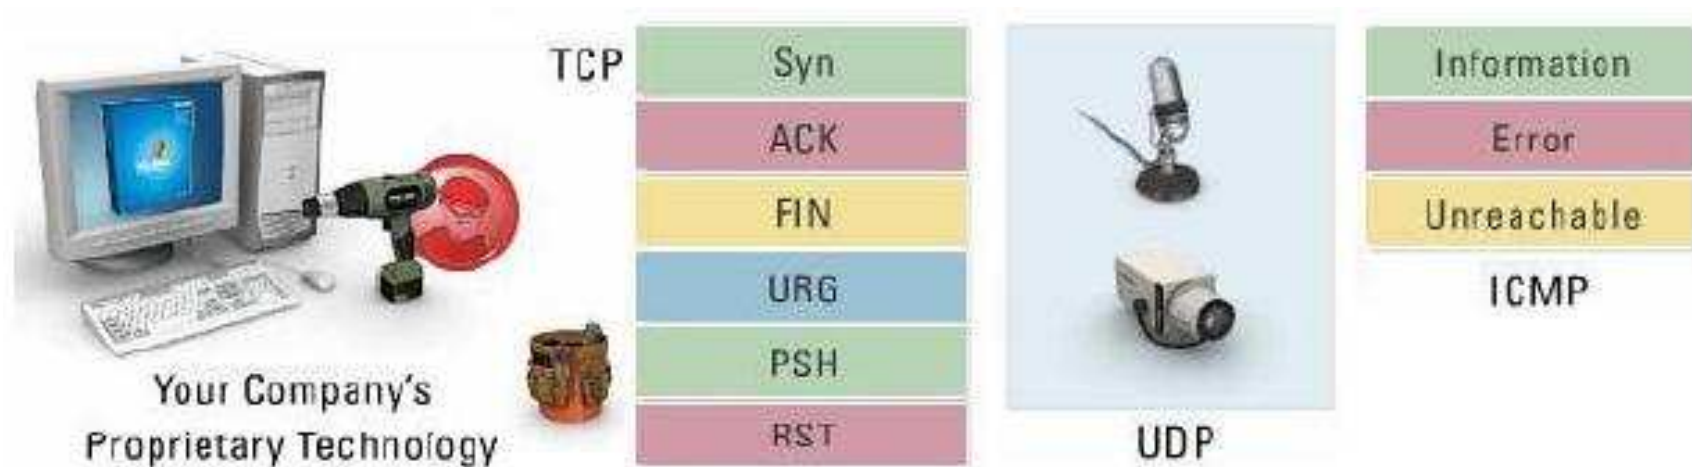 TCP
Syn
ACK
FIN
URG
PSH
RST
Your Company's
Proprietary Technology
UDP
Information
Error
Unreachable
ICMP